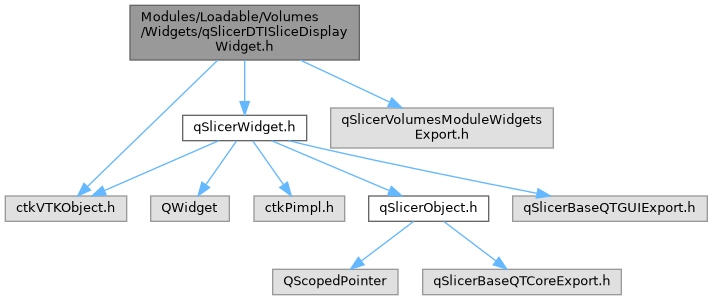 Modules/Loadable/Volumes
/Widgets/qSlicerDTISliceDisplay
Widget.h
qSlicerWidget.h
qSlicerVolumesModuleWidgets
Export.h
ctkVTKObject.h
QWidget
ctkPimpl.h
qSlicerObject.h
qSlicerBaseQTGUIExport.h
QScopedPointer
qSlicerBaseQTCoreExport.h